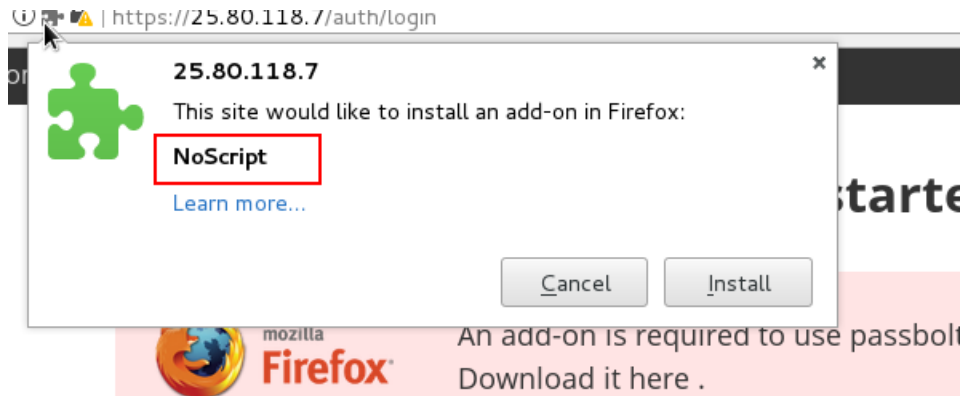 https://25.80.118.7/auth/login
25.80.118.7
This site would like to install an add-on in Firefox:
NoScript
Learn more...
Cancel Install
mozilla
Firefox
An add-on is required to use passbolt
Download it here .